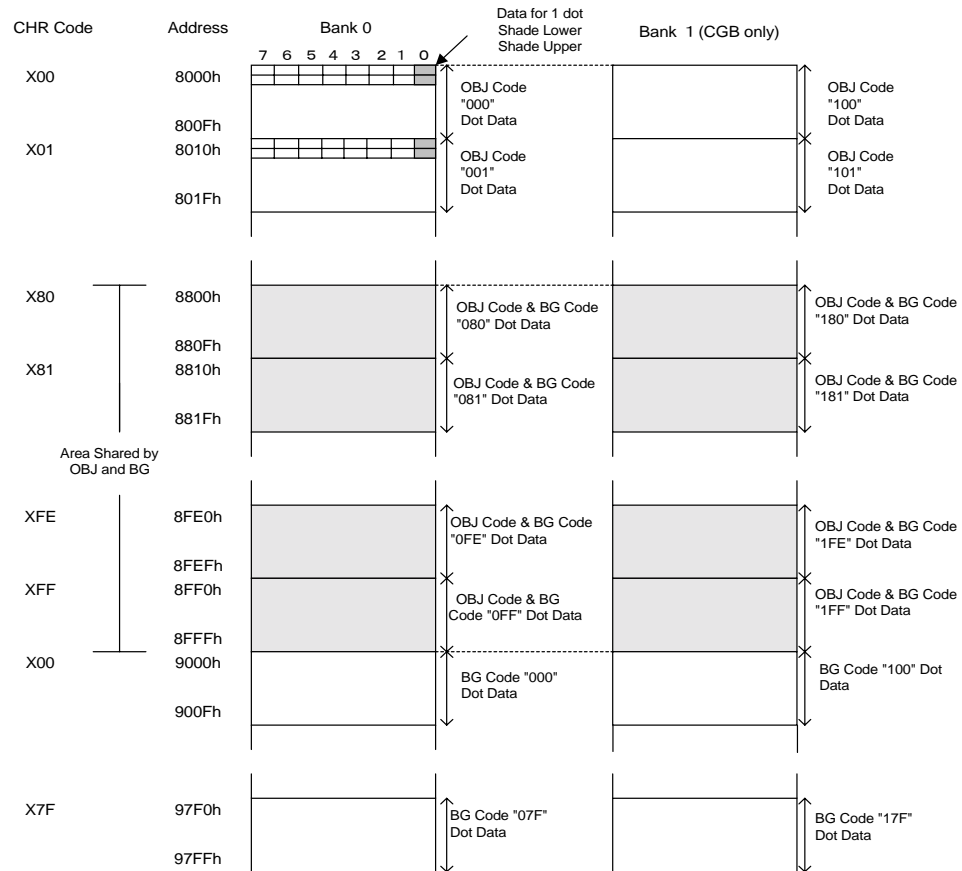 Data for 1 dot
Shade Lower
Shade Upper
CHR Code Address Bank 0 Bank 1 (CGB only)
7 6 5 4 3 2 1 0
X00 8000h
OBJ Code
"000"
Dot Data
OBJ Code
"100"
Dot Data
800Fh
X01 8010h
OBJ Code
"001"
Dot Data
OBJ Code
"101"
Dot Data
801Fh
X80 8800h
OBJ Code & BG Code
"080" Dot Data
OBJ Code & BG Code
"180" Dot Data
880Fh
X81 8810h
OBJ Code & BG Code
"081" Dot Data
OBJ Code & BG Code
"181" Dot Data
881Fh
Area Shared by
OBJ and BG
XFE 8FE0h
OBJ Code & BG Code
"0FE" Dot Data
OBJ Code & BG Code
"1FE" Dot Data
8FEFh
XFF 8FF0h
OBJ Code & BG
Code "0FF" Dot Data
OBJ Code & BG Code
"1FF" Dot Data
8FFFh
X00 9000h
BG Code "000"
Dot Data
BG Code "100" Dot
Data
900Fh
X7F 97F0h
BG Code "07F"
Dot Data
BG Code "17F"
Dot Data
97FFh